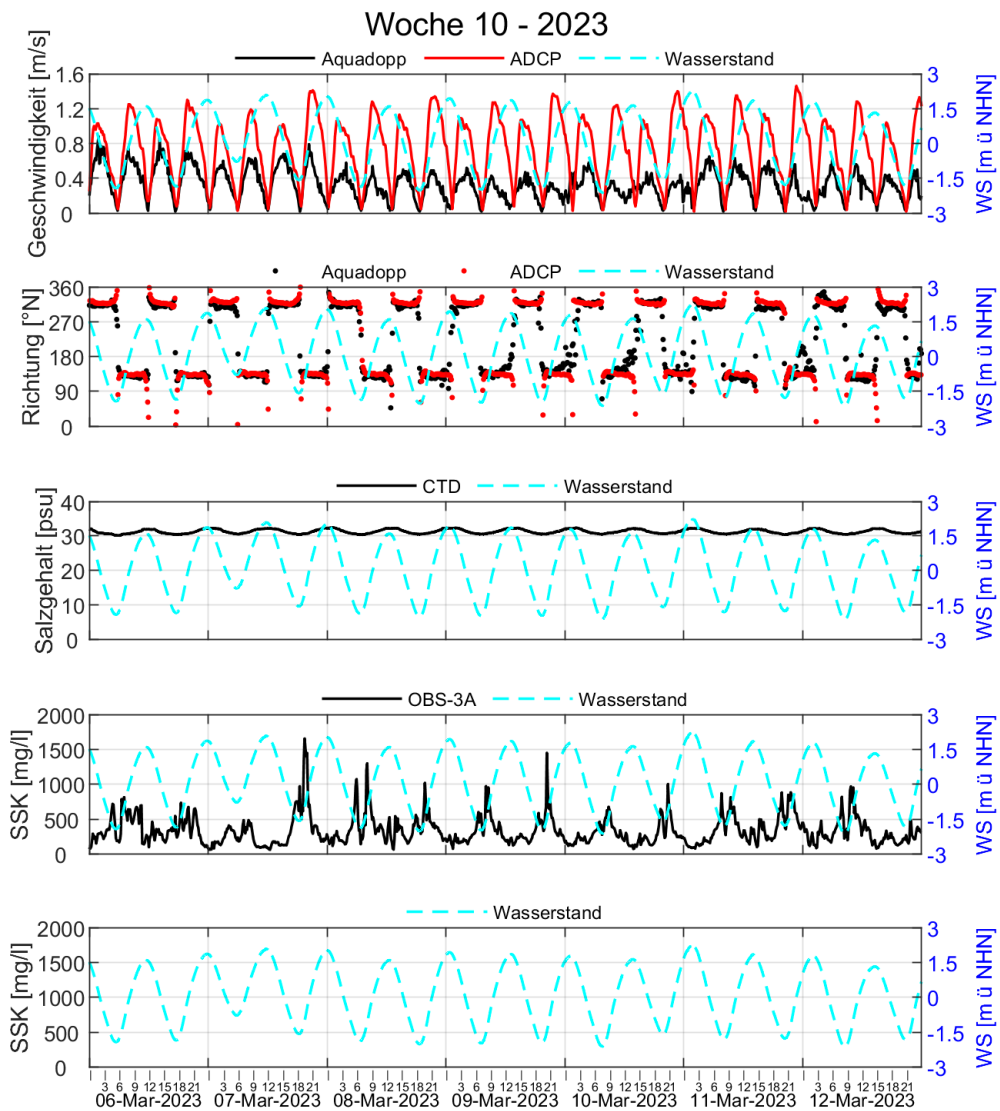 Woche 10 - 2023
Aquadopp ADCP Wasserstand
Geschwindigkeit [m/s]
1.6
1.2
0.8
0.4
0
3
1.5
0
-1.5
-3
WS [m ü NHN]
Aquadopp ADCP Wasserstand
Richtung [°N]
360
270
180
90
0
3
1.5
0
-1.5
-3
WS [m ü NHN]
CTD Wasserstand
Salzgehalt [psu]
40
30
20
10
0
3
1.5
0
-1.5
-3
WS [m ü NHN]
OBS-3A Wasserstand
SSK [mg/l]
2000
1500
1000
500
0
3
1.5
0
-1.5
-3
WS [m ü NHN]
Wasserstand
SSK [mg/l]
2000
1500
1000
500
0
3
1.5
0
-1.5
-3
WS [m ü NHN]
3 6 9 12 15 18 21 3 6 9 12 15 18 21 3 6 9 12 15 18 21 3 6 9 12 15 18 21 3 6 9 12 15 18 21 3 6 9 12 15 18 21 3 6 9 12 15 18 21
06-Mar-2023 07-Mar-2023 08-Mar-2023 09-Mar-2023 10-Mar-2023 11-Mar-2023 12-Mar-2023